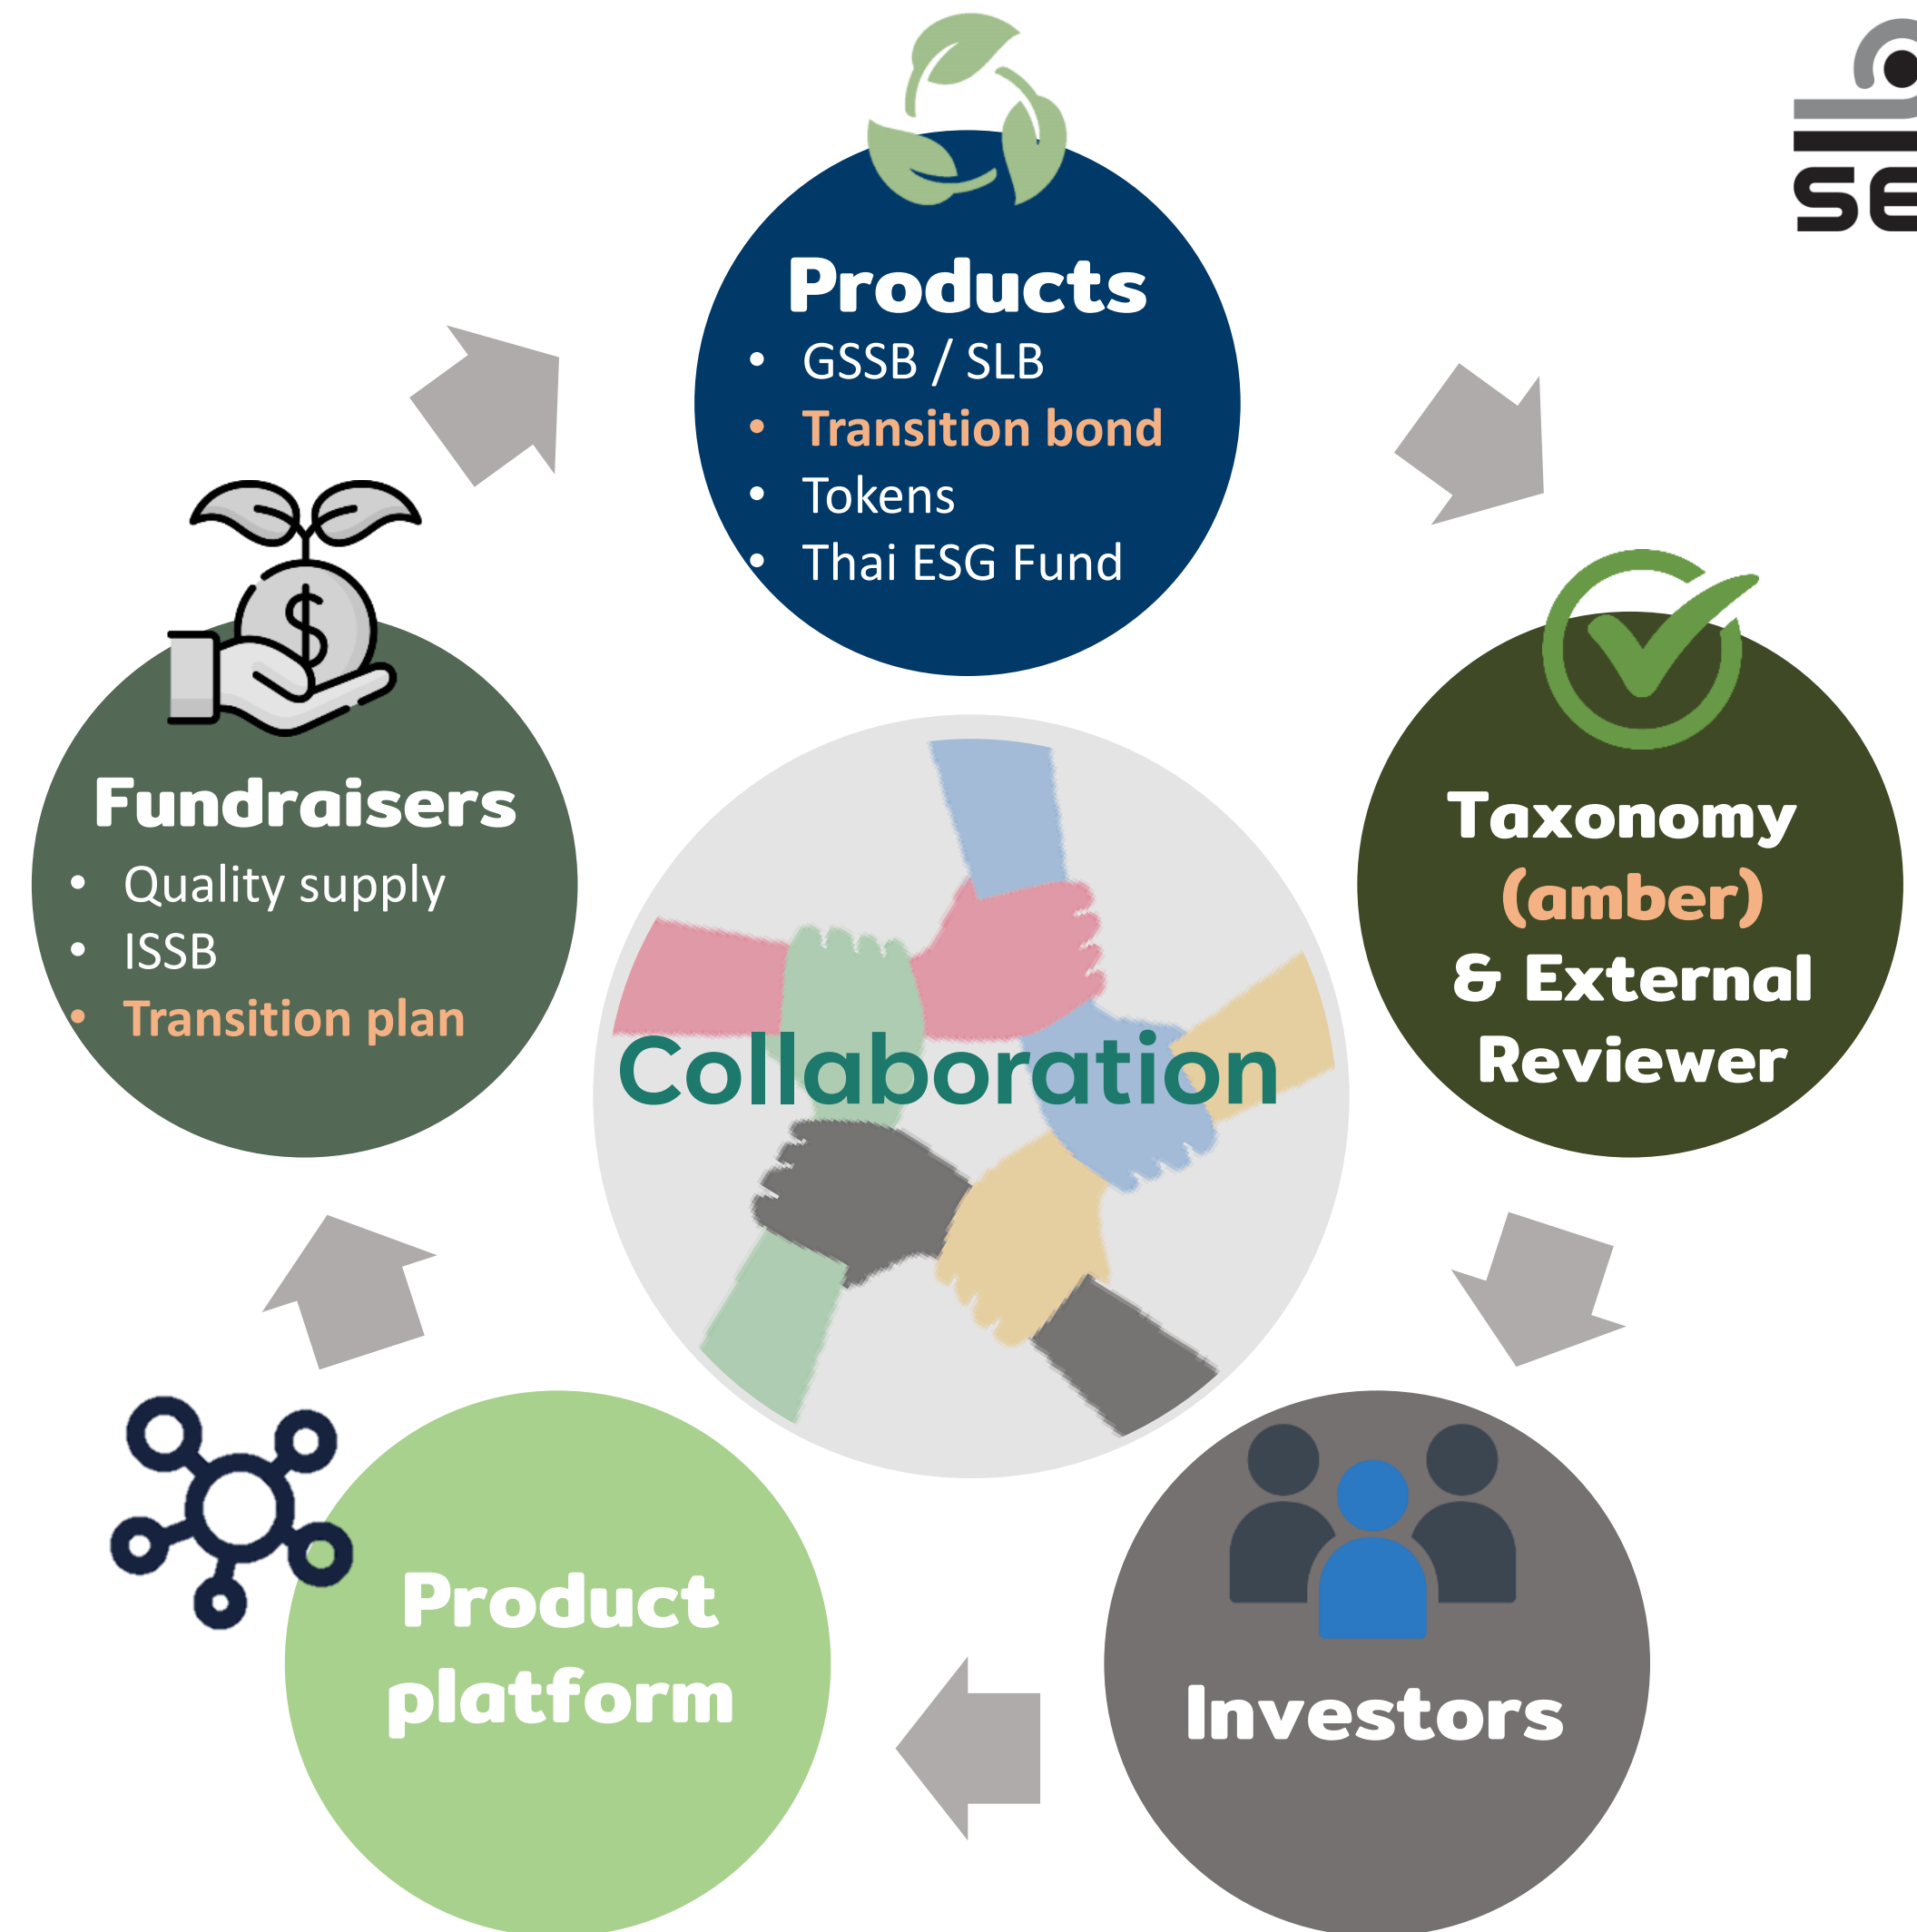 Products
• GSSB / SLB
• Transition bond
• Tokens
• Thai ESG Fund
Fundraisers
• Quality supply
• ISSB
• Transition plan
Taxonomy
(amber)
& External
Reviewer
Collaboration
Product
platform
Investors